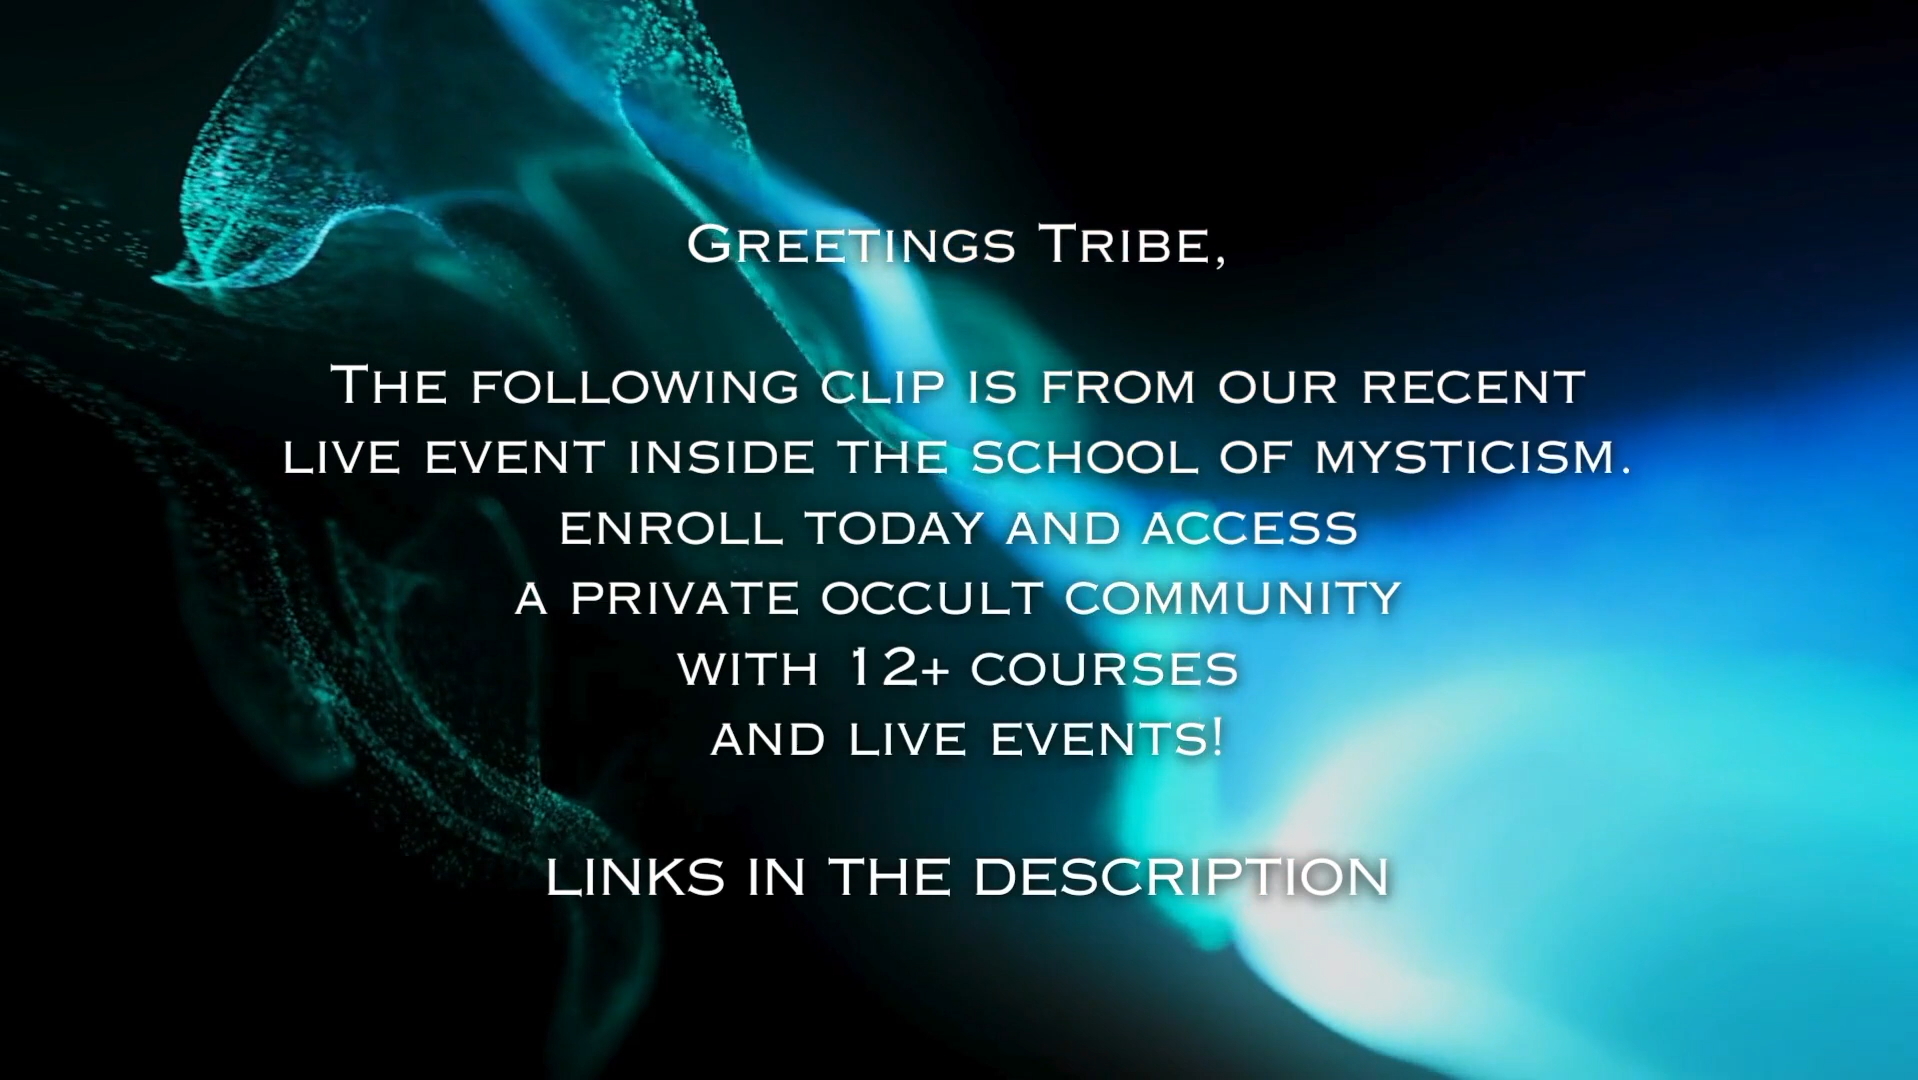 Greetings Tribe,
The following clip is from our recent
live event inside the school of mysticism.
enroll today and access
a private occult community
with 12+ courses
and live events!
LINKS IN THE DESCRIPTION